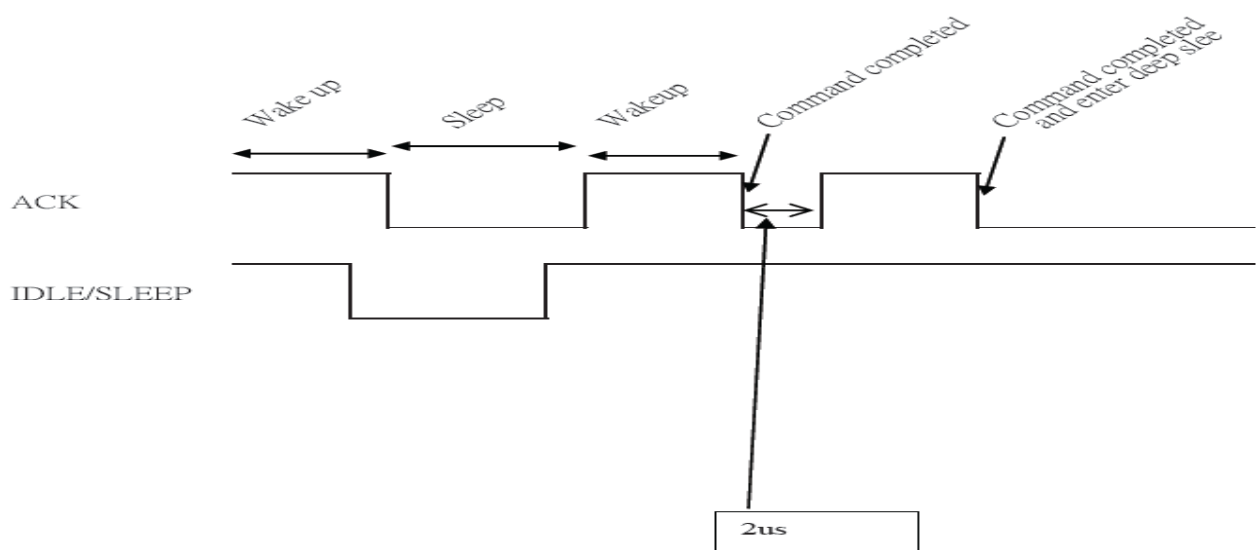 Wake up
Sleep
Wakeup
Command completed
Command completed
and enter deep slee
ACK
IDLE/SLEEP
2us